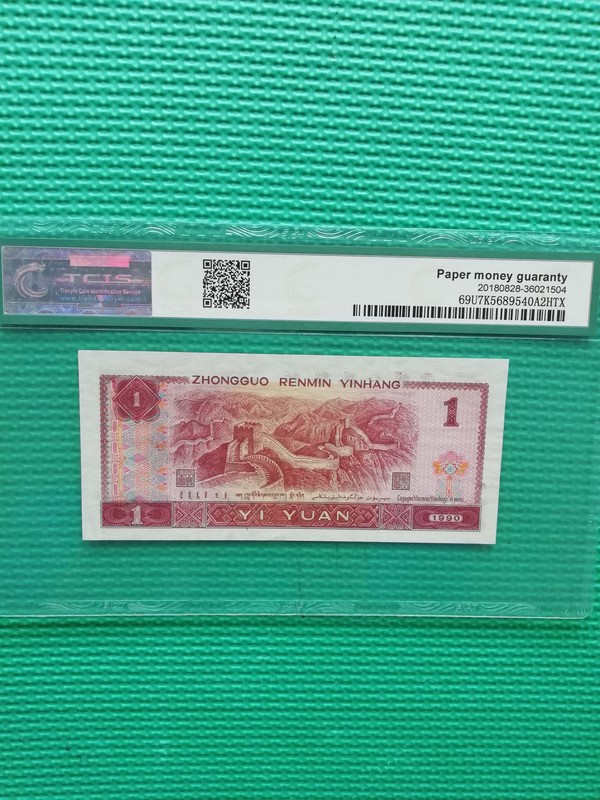 TCIS
Paper money guaranty
20180828-36021504
69U7K5689540A2HTX
ZHONGGUO RENMIN YINHANG
1
1
1
YI YUAN
1990